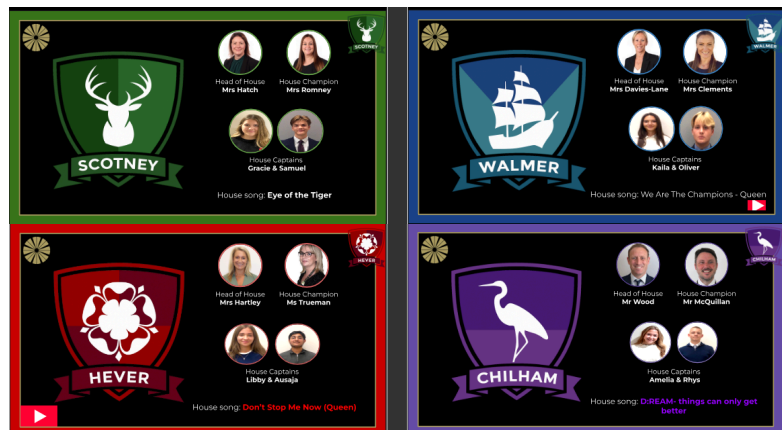 SCOTNEY
SCOTNEY
Head of House
Mrs Hatch
House Champion
Mrs Romney
House Captains
Gracie & Samuel
House song: Eye of the Tiger
WALMER
WALMER
Head of House
Mrs Davies-Lane
House Champion
Mrs Clements
House Captains
Kaila & Oliver
House song: We Are The Champions - Queen
HEVER
HEVER
Head of House
Mrs Hartley
House Champion
Ms Trueman
House Captains
Libby & Ausaja
House song: Don't Stop Me Now (Queen)
CHILHAM
CHILHAM
Head of House
Mr Wood
House Champion
Mr McQuillan
House Captains
Amelia & Rhys
House song: D:REAM- things can only get
better